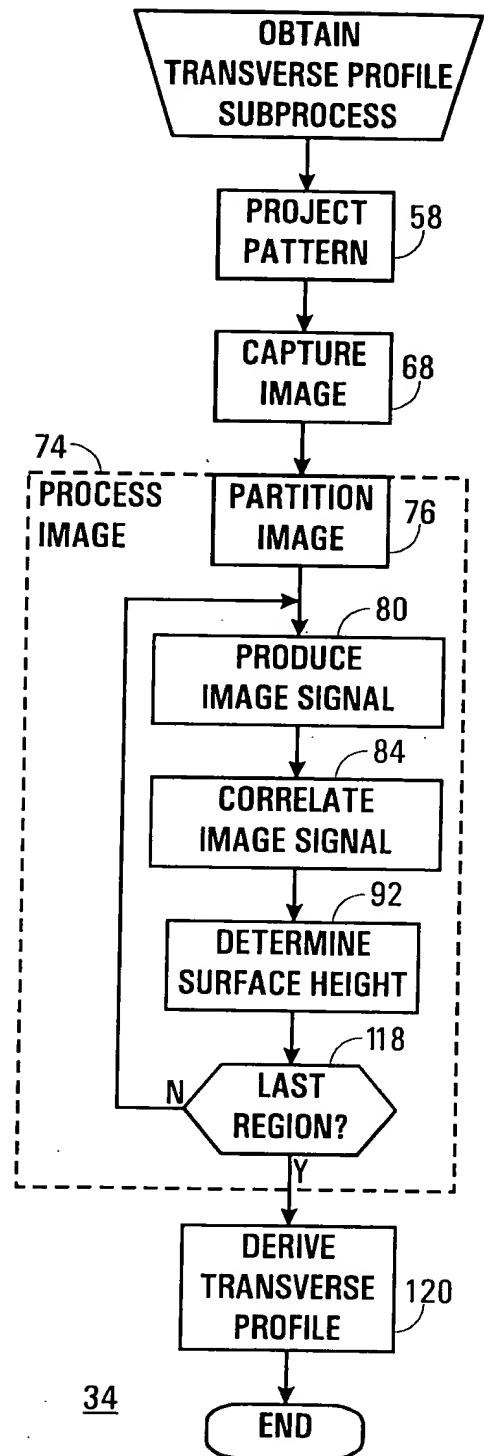 OBTAIN
TRANSVERSE PROFILE
SUBPROCESS
PROJECT
PATTERN
58
CAPTURE
IMAGE
68
74
PROCESS
IMAGE
PARTITION
IMAGE
76
80
PRODUCE
IMAGE SIGNAL
84
CORRELATE
IMAGE SIGNAL
92
DETERMINE
SURFACE HEIGHT
118
LAST
REGION?
N
Y
DERIVE
TRANSVERSE
PROFILE
120
34
END